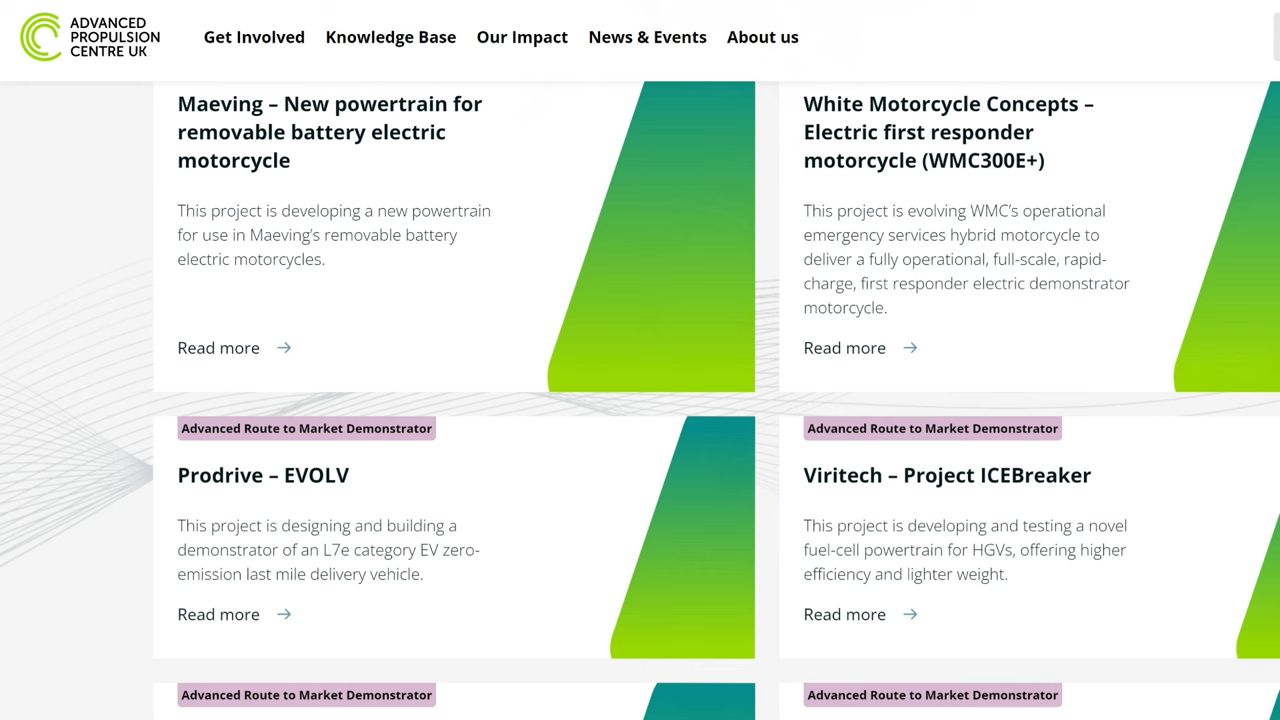 ADVANCED
PROPULSION
CENTRE UK
Get Involved
Knowledge Base
Our Impact
News & Events
About us
Maeving – New powertrain for
removable battery electric
motorcycle
This project is developing a new powertrain
for use in Maeving’s removable battery
electric motorcycles.
Read more
White Motorcycle Concepts –
Electric first responder
motorcycle (WMC300E+)
This project is evolving WMC’s operational
emergency services hybrid motorcycle to
deliver a fully operational, full-scale, rapid-
charge, first responder electric demonstrator
motorcycle.
Read more
Advanced Route to Market Demonstrator
Prodrive – EVOLV
This project is designing and building a
demonstrator of an L7e category EV zero-
emission last mile delivery vehicle.
Read more
Advanced Route to Market Demonstrator
Viritech – Project ICEBreaker
This project is developing and testing a novel
fuel-cell powertrain for HGVs, offering higher
efficiency and lighter weight.
Read more
Advanced Route to Market Demonstrator
Advanced Route to Market Demonstrator